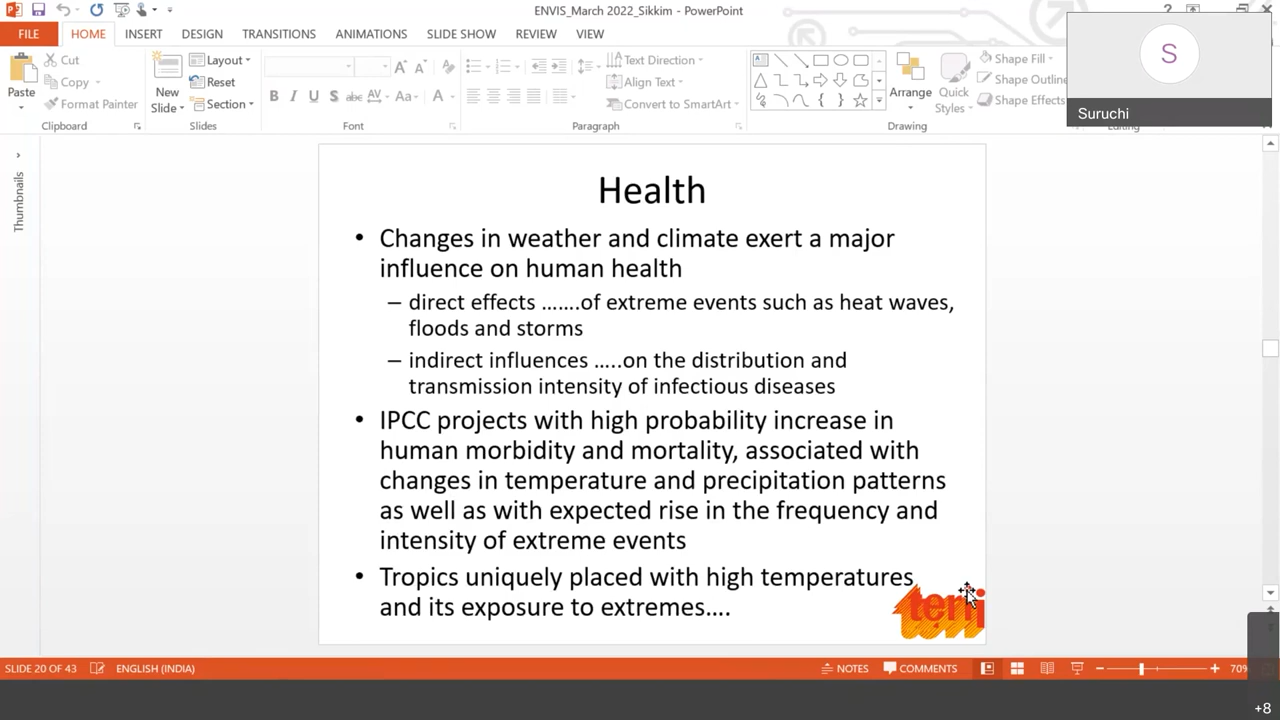 ENVIS_March 2022_Sikkim - PowerPoint
?
FILE HOME INSERT DESIGN TRANSITIONS ANIMATIONS SLIDE SHOW REVIEW VIEW
Paste
Cut
Copy
Format Painter
Clipboard
New
Slide
Layout
Reset
Section
Slides
B I U S abc AV Aa A
Font
Text Direction
Align Text
Convert to SmartArt
Paragraph
Arrange
Quick
Styles
Shape Fill
Shape Outline
Shape Effects
Drawing
Editing
S
Suruchi
Thumbnails
Health
• Changes in weather and climate exert a major
influence on human health
– direct effects …….of extreme events such as heat waves,
floods and storms
– indirect influences …..on the distribution and
transmission intensity of infectious diseases
• IPCC projects with high probability increase in
human morbidity and mortality, associated with
changes in temperature and precipitation patterns
as well as with expected rise in the frequency and
intensity of extreme events
• Tropics uniquely placed with high temperatures
and its exposure to extremes….
teri
SLIDE 20 OF 43 ENGLISH (INDIA) NOTES COMMENTS 70%
+8